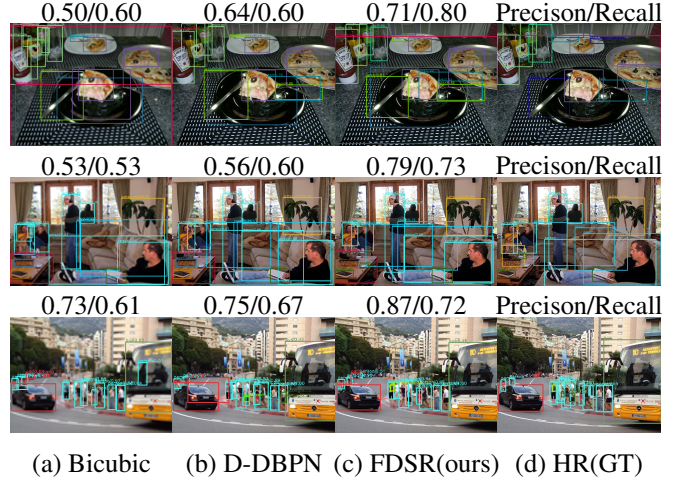 0.50/0.60 0.64/0.60 0.71/0.80 Precison/Recall
0.53/0.53 0.56/0.60 0.79/0.73 Precison/Recall
0.73/0.61 0.75/0.67 0.87/0.72 Precison/Recall
(a) Bicubic (b) D-DBPN (c) FDSR(ours) (d) HR(GT)